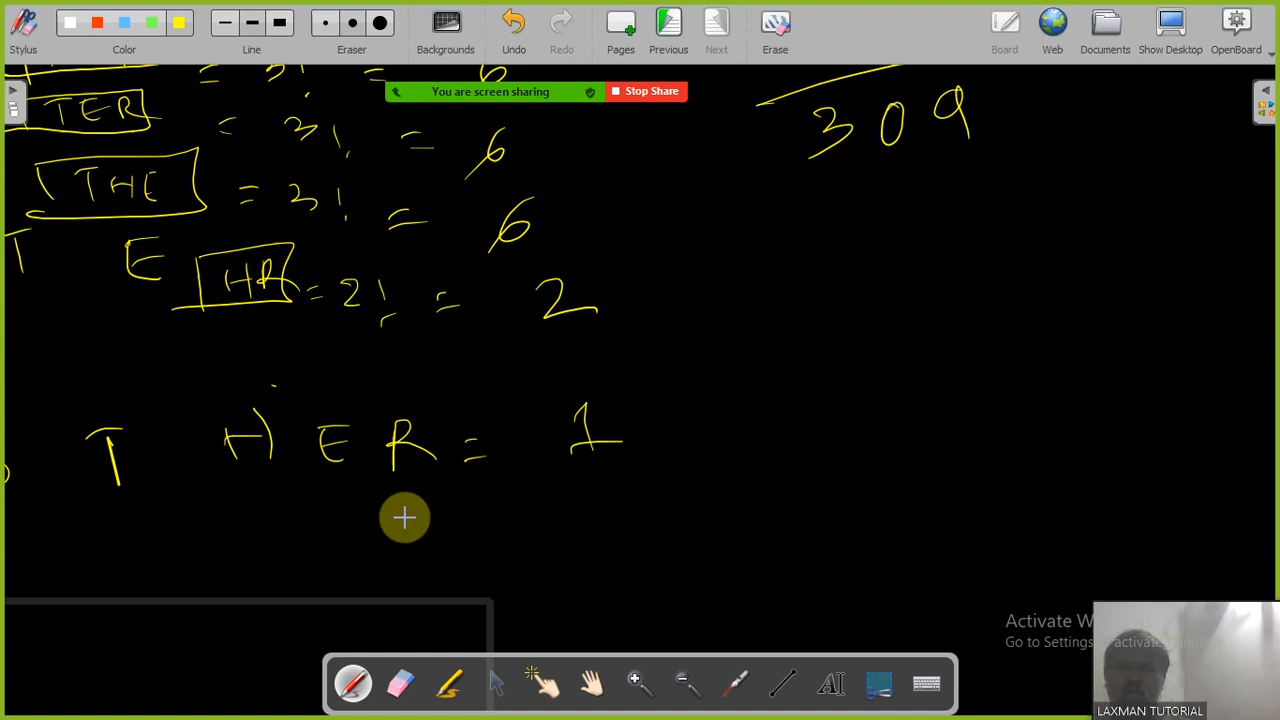 Stylus Color Line Eraser Backgrounds Undo Redo Pages Previous Next Erase Board Web Documents Show Desktop OpenBoard
You are screen sharing Stop Share
= 3! = 6
TER = 3! = 6
309
THE = 3! = 6
T E HR = 2! = 2
T H E R = 1
Activate W
Go to Settings
LAXMAN TUTORIAL